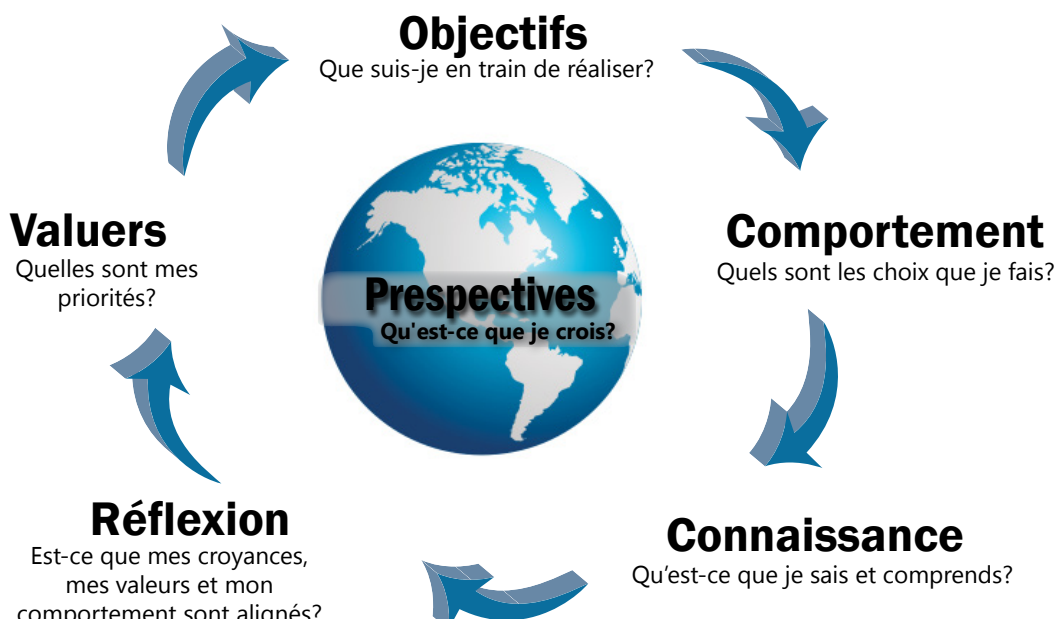 Objectifs
Que suis-je en train de réaliser?
Valuers
Quelles sont mes
priorités?
Comportement
Quels sont les choix que je fais?
Prespectives
Qu'est-ce que je crois?
Réflexion
Est-ce que mes croyances,
mes valeurs et mon
comportement sont alignés?
Connaissance
Qu'est-ce que je sais et comprends?